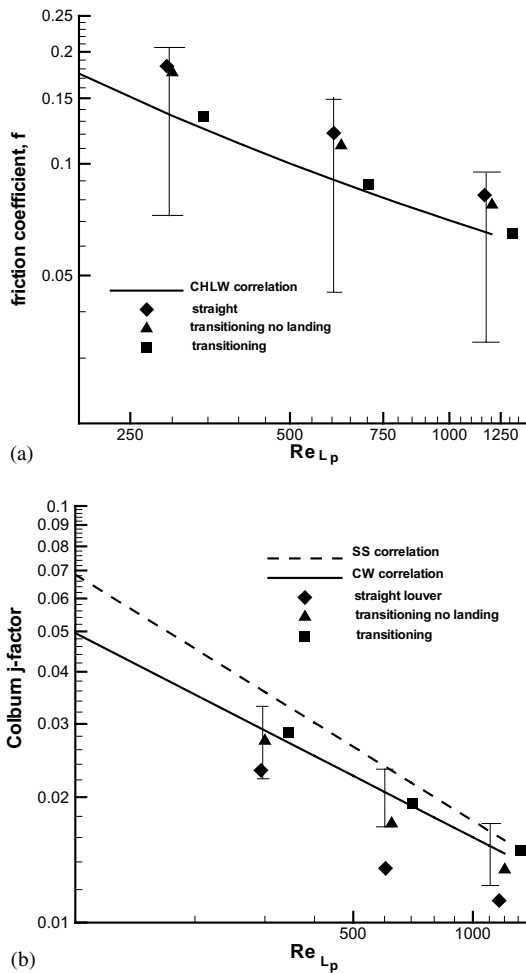 0.25
0.2
0.15
0.1
0.05
friction coefficient, f
CHLW correlation
straight
transitioning no landing
transitioning
250
500
750
1000
1250
Re Lp
(a)
0.1
0.09
0.08
0.07
0.06
0.05
0.04
0.03
0.02
0.01
Colburn j-factor
SS correlation
CW correlation
straight louver
transitioning no landing
transitioning
500
1000
Re Lp
(b)